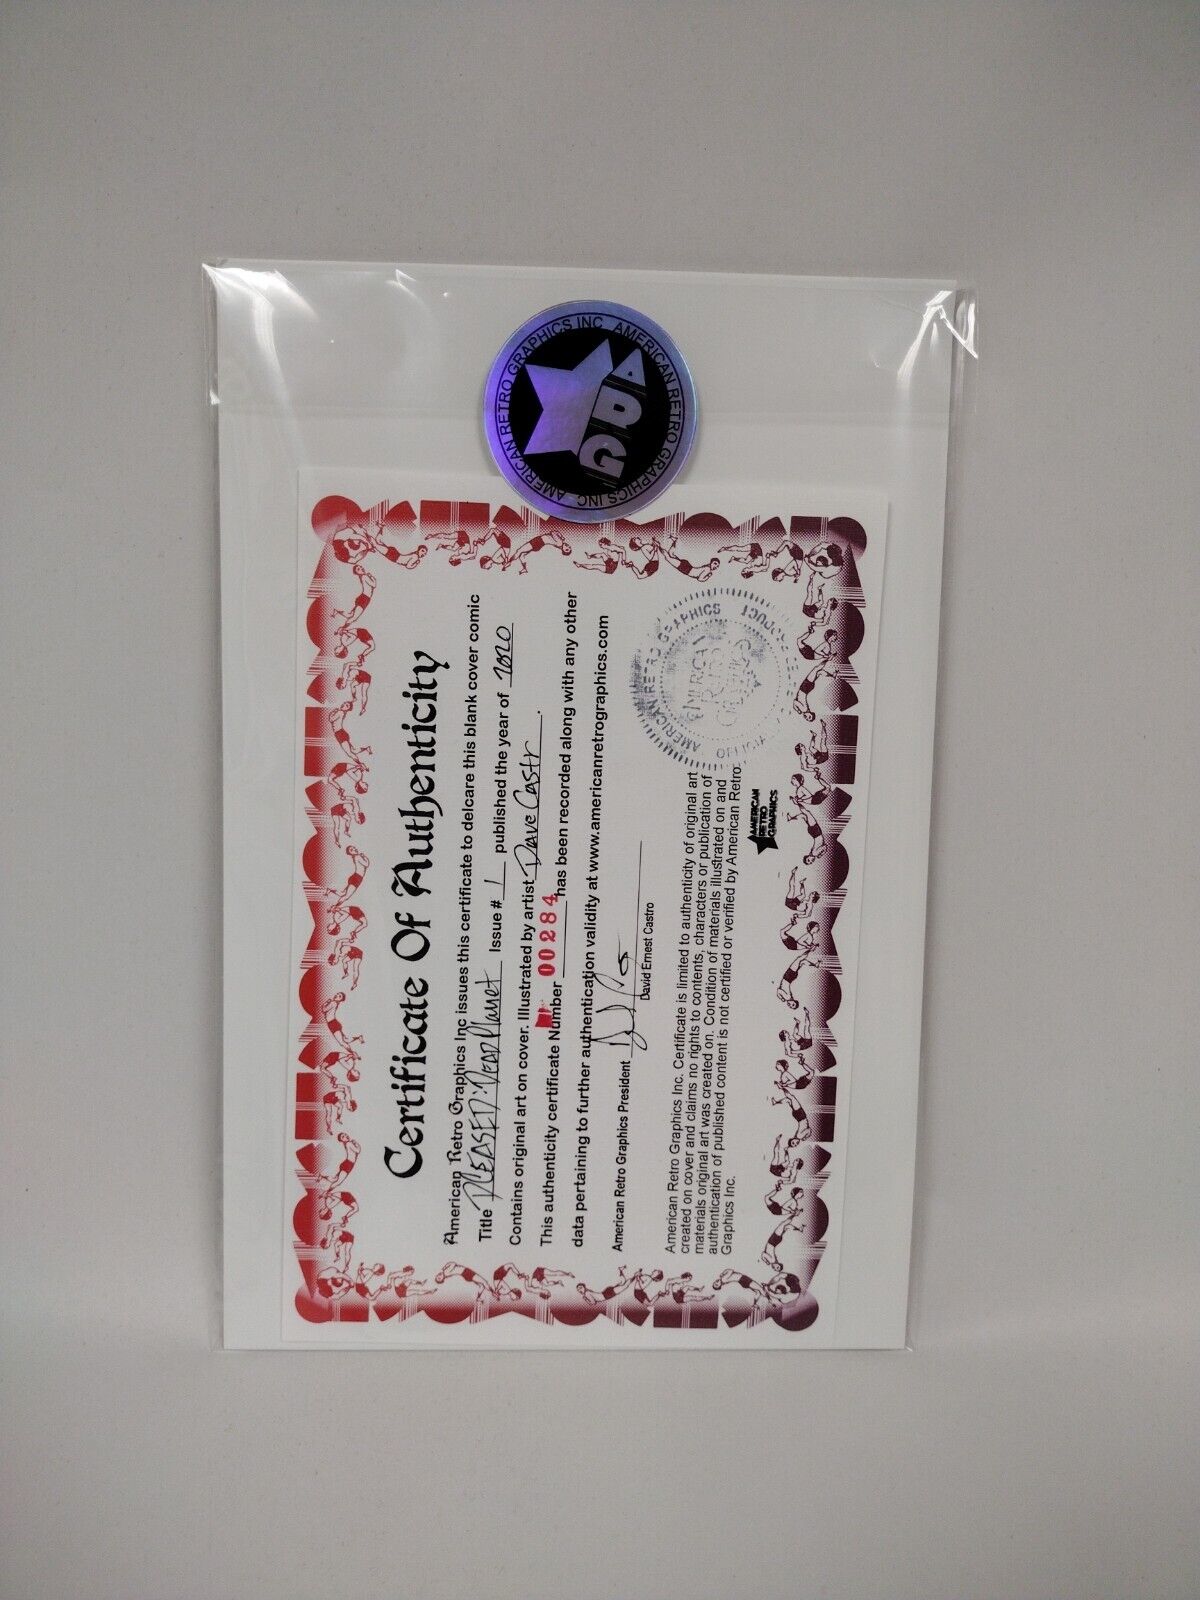 AMERICAN RETRO GRAPHICS INC
AMERICAN RETRO GRAPHICS INC
ARG
Certificate Of Authenticity
American Retro Graphics Inc issues this certificate to delcare this blank cover comic
Title DCEASED: DEAD Planet Issue # 1 published the year of 2020
Contains original art on cover. Illustrated by artist Dave Castr.
This authenticity certificate Number 00284 has been recorded along with any other
data pertaining to further authentication validity at www.americanretrographics.com
American Retro Graphics President
David Ernest Castro
American Retro Graphics Inc. Certificate is limited to authenticity of original art
created on cover and claims no rights to contents, characters or publication of
materials original art was created on. Condition of materials illustrated on and
authentication of published content is not certified or verified by American Retro
Graphics Inc.
AMERICAN
RETRO
GRAPHICS
AMERICAN RETRO GRAPHICS